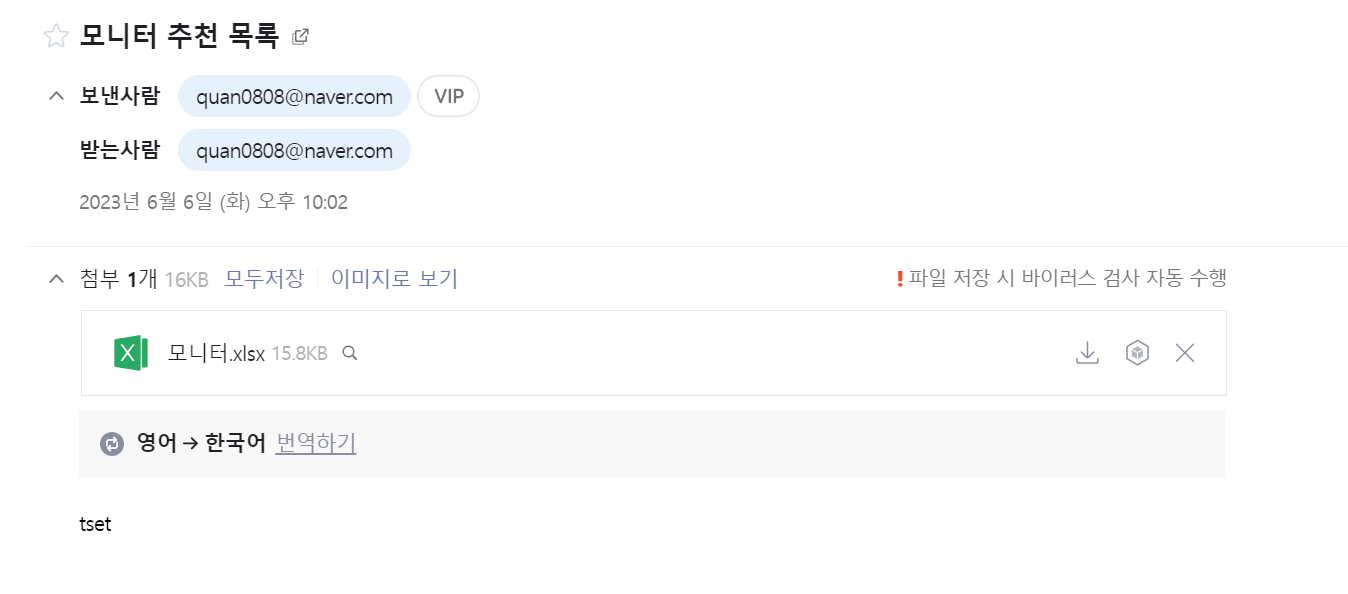 모니터 추천 목록
보낸사람 quan0808@naver.com VIP
받는사람 quan0808@naver.com
2023년 6월 6일 (화) 오후 10:02
첨부 1개 16KB 모두저장 이미지로 보기 ! 파일 저장 시 바이러스 검사 자동 수행
모니터.xlsx 15.8KB
영어 → 한국어 번역하기
tset